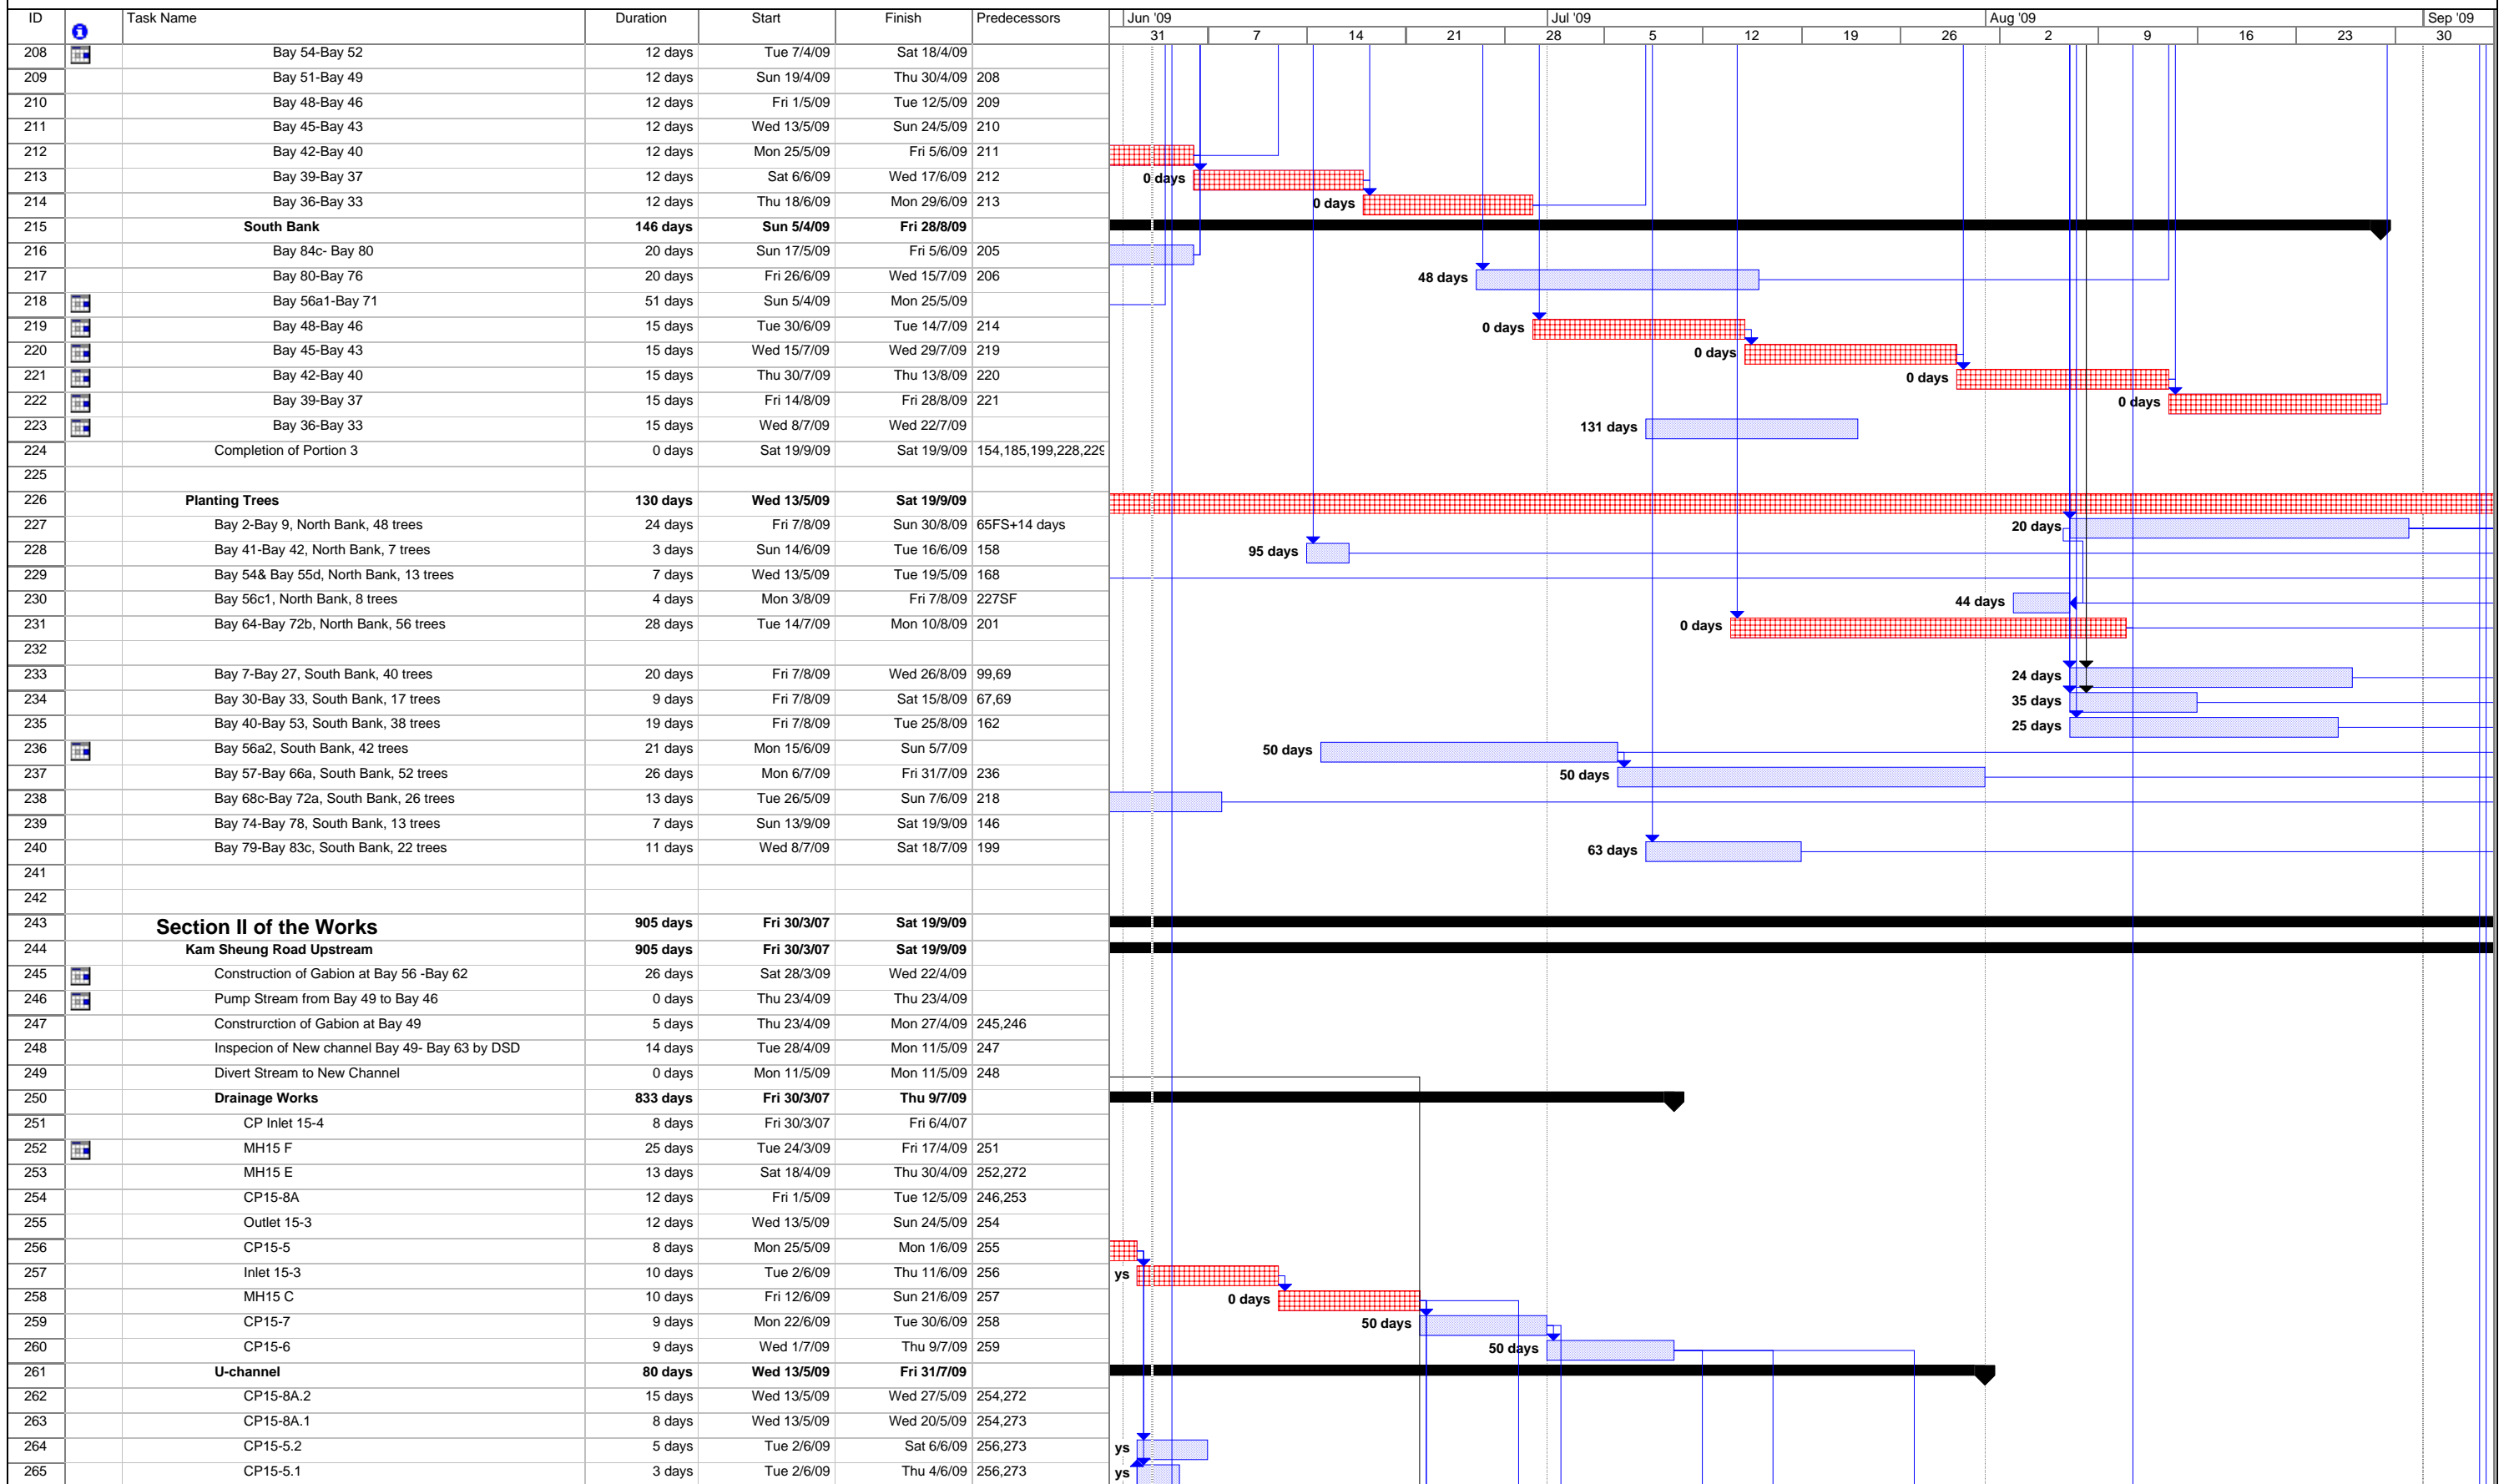 ID Task Name Duration Start Finish Predecessors Jun '09 Jul '09 Aug '09 Sep '09
31 7 14 21 28 5 12 19 26 2 9 16 23 30
208 Bay 54-Bay 52 12 days Tue 7/4/09 Sat 18/4/09
209 Bay 51-Bay 49 12 days Sun 19/4/09 Thu 30/4/09 208
210 Bay 48-Bay 46 12 days Fri 1/5/09 Tue 12/5/09 209
211 Bay 45-Bay 43 12 days Wed 13/5/09 Sun 24/5/09 210
212 Bay 42-Bay 40 12 days Mon 25/5/09 Fri 5/6/09 211
213 Bay 39-Bay 37 12 days Sat 6/6/09 Wed 17/6/09 212 0 days
214 Bay 36-Bay 33 12 days Thu 18/6/09 Mon 29/6/09 213 0 days
215 South Bank 146 days Sun 5/4/09 Fri 28/8/09
216 Bay 84c- Bay 80 20 days Sun 17/5/09 Fri 5/6/09 205
217 Bay 80-Bay 76 20 days Fri 26/6/09 Wed 15/7/09 206 48 days
218 Bay 56a1-Bay 71 51 days Sun 5/4/09 Mon 25/5/09
219 Bay 48-Bay 46 15 days Tue 30/6/09 Tue 14/7/09 214 0 days
220 Bay 45-Bay 43 15 days Wed 15/7/09 Wed 29/7/09 219 0 days
221 Bay 42-Bay 40 15 days Thu 30/7/09 Thu 13/8/09 220 0 days
222 Bay 39-Bay 37 15 days Fri 14/8/09 Fri 28/8/09 221 0 days
223 Bay 36-Bay 33 15 days Wed 8/7/09 Wed 22/7/09 131 days
224 Completion of Portion 3 0 days Sat 19/9/09 Sat 19/9/09 154,185,199,228,229
225
226 Planting Trees 130 days Wed 13/5/09 Sat 19/9/09
227 Bay 2-Bay 9, North Bank, 48 trees 24 days Fri 7/8/09 Sun 30/8/09 65FS+14 days 20 days
228 Bay 41-Bay 42, North Bank, 7 trees 3 days Sun 14/6/09 Tue 16/6/09 158 95 days
229 Bay 54& Bay 55d, North Bank, 13 trees 7 days Wed 13/5/09 Tue 19/5/09 168
230 Bay 56c1, North Bank, 8 trees 4 days Mon 3/8/09 Fri 7/8/09 227SF 44 days
231 Bay 64-Bay 72b, North Bank, 56 trees 28 days Tue 14/7/09 Mon 10/8/09 201 0 days
232
233 Bay 7-Bay 27, South Bank, 40 trees 20 days Fri 7/8/09 Wed 26/8/09 99,69 24 days
234 Bay 30-Bay 33, South Bank, 17 trees 9 days Fri 7/8/09 Sat 15/8/09 67,69 35 days
235 Bay 40-Bay 53, South Bank, 38 trees 19 days Fri 7/8/09 Tue 25/8/09 162 25 days
236 Bay 56a2, South Bank, 42 trees 21 days Mon 15/6/09 Sun 5/7/09 50 days
237 Bay 57-Bay 66a, South Bank, 52 trees 26 days Mon 6/7/09 Fri 31/7/09 236 50 days
238 Bay 68c-Bay 72a, South Bank, 26 trees 13 days Tue 26/5/09 Sun 7/6/09 218
239 Bay 74-Bay 78, South Bank, 13 trees 7 days Sun 13/9/09 Sat 19/9/09 146
240 Bay 79-Bay 83c, South Bank, 22 trees 11 days Wed 8/7/09 Sat 18/7/09 199 63 days
241
242
243 Section II of the Works 905 days Fri 30/3/07 Sat 19/9/09
244 Kam Sheung Road Upstream 905 days Fri 30/3/07 Sat 19/9/09
245 Construction of Gabion at Bay 56 -Bay 62 26 days Sat 28/3/09 Wed 22/4/09
246 Pump Stream from Bay 49 to Bay 46 0 days Thu 23/4/09 Thu 23/4/09
247 Construrction of Gabion at Bay 49 5 days Thu 23/4/09 Mon 27/4/09 245,246
248 Inspecion of New channel Bay 49- Bay 63 by DSD 14 days Tue 28/4/09 Mon 11/5/09 247
249 Divert Stream to New Channel 0 days Mon 11/5/09 Mon 11/5/09 248
250 Drainage Works 833 days Fri 30/3/07 Thu 9/7/09
251 CP Inlet 15-4 8 days Fri 30/3/07 Fri 6/4/07
252 MH15 F 25 days Tue 24/3/09 Fri 17/4/09 251
253 MH15 E 13 days Sat 18/4/09 Thu 30/4/09 252,272
254 CP15-8A 12 days Fri 1/5/09 Tue 12/5/09 246,253
255 Outlet 15-3 12 days Wed 13/5/09 Sun 24/5/09 254
256 CP15-5 8 days Mon 25/5/09 Mon 1/6/09 255
257 Inlet 15-3 10 days Tue 2/6/09 Thu 11/6/09 256 ys
258 MH15 C 10 days Fri 12/6/09 Sun 21/6/09 257 0 days
259 CP15-7 9 days Mon 22/6/09 Tue 30/6/09 258 50 days
260 CP15-6 9 days Wed 1/7/09 Thu 9/7/09 259 50 days
261 U-channel 80 days Wed 13/5/09 Fri 31/7/09
262 CP15-8A.2 15 days Wed 13/5/09 Wed 27/5/09 254,272
263 CP15-8A.1 8 days Wed 13/5/09 Wed 20/5/09 254,273
264 CP15-5.2 5 days Tue 2/6/09 Sat 6/6/09 256,273 ys
265 CP15-5.1 3 days Tue 2/6/09 Thu 4/6/09 256,273 ys